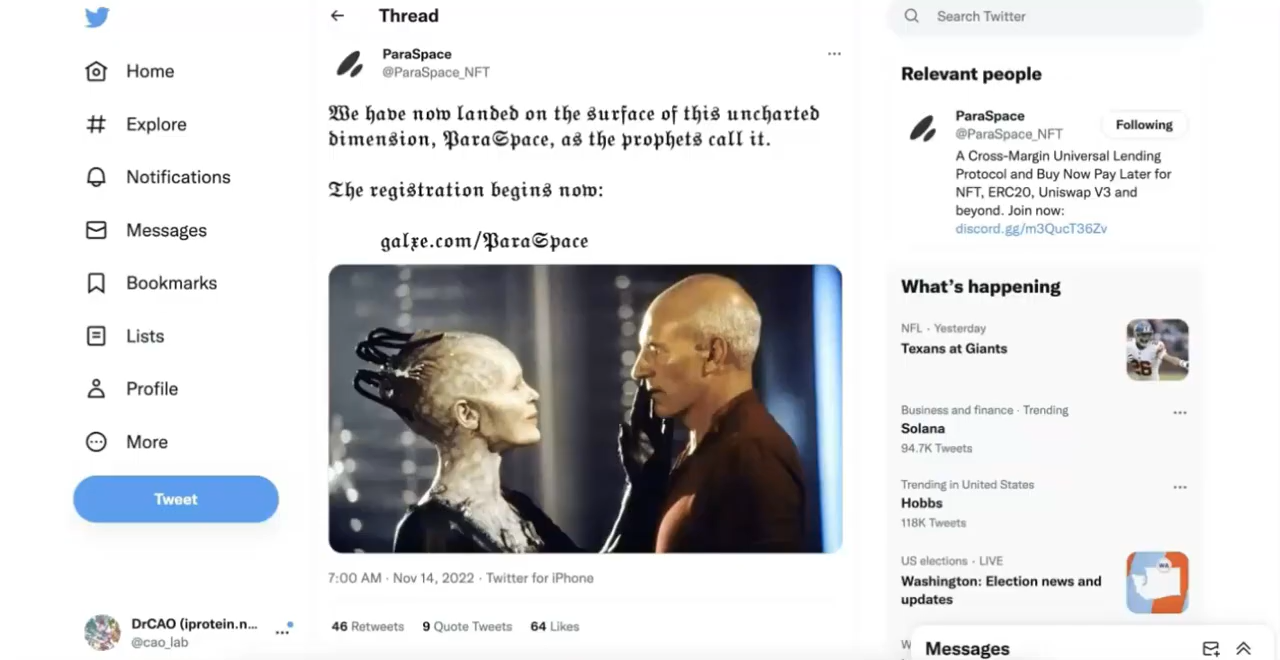 Home
Explore
Notifications
Messages
Bookmarks
Lists
Profile
More
Tweet
DrCAO (iprotein.n...
@cao_lab
Thread
ParaSpace
@ParaSpace_NFT
We have now landed on the surface of this uncharted
dimension, ParaSpace, as the prophets call it.
The registration begins now:
galxe.com/ParaSpace
7:00 AM · Nov 14, 2022 · Twitter for iPhone
46 Retweets 9 Quote Tweets 64 Likes
Search Twitter
Relevant people
ParaSpace
@ParaSpace_NFT
Following
A Cross-Margin Universal Lending
Protocol and Buy Now Pay Later for
NFT, ERC20, Uniswap V3 and
beyond. Join now:
discord.gg/m3QucT36Zv
What's happening
NFL · Yesterday
Texans at Giants
26
Business and finance · Trending
Solana
94.7K Tweets
Trending in United States
Hobbs
118K Tweets
US elections · LIVE
Washington: Election news and
updates
WA
Messages